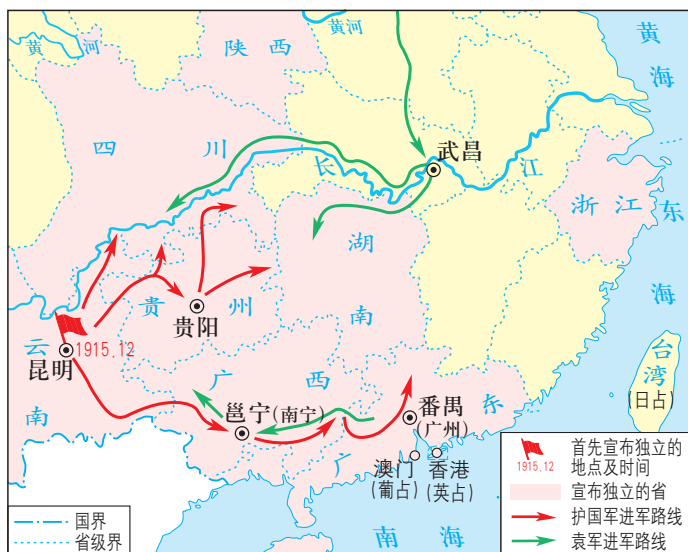 黄河
黄河
陕西
黄海
四川
长江
武昌
浙江
东海
湖南
贵州
贵阳
1915.12
云南
昆明
广西
邕宁(南宁)
番禺
(广州)
广东
澳门
(葡占)
香港
(英占)
台湾
(日占)
南海
国界
省级界
1915.12
首先宣布独立的
地点及时间
宣布独立的省
护国军进军路线
袁军进军路线